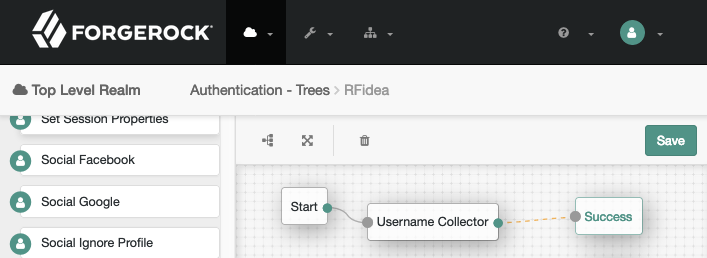 FORGEROCK
Top Level Realm
Authentication - Trees > RFidea
Set Session Properties
Social Facebook
Social Google
Social Ignore Profile
Save
Start
Username Collector
Success